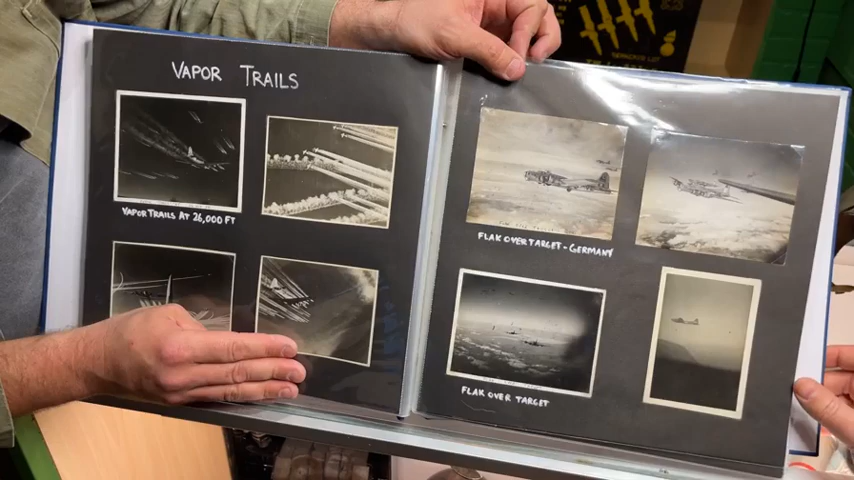 VAPOR TRAILS
VAPOR TRAILS AT 26,000 FT
FLAK OVER TARGET - GERMANY
FLAK OVER TARGET